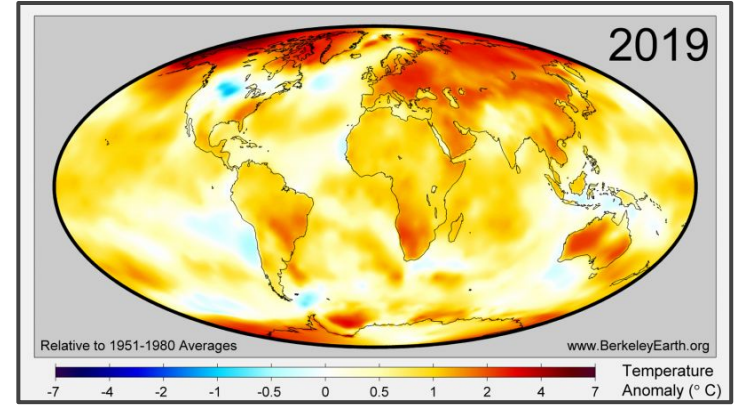 2019
Relative to 1951-1980 Averages
www.BerkeleyEarth.org
-7 -4 -2 -1 -0.5 0 0.5 1 2 4 7
Temperature
Anomaly (° C)